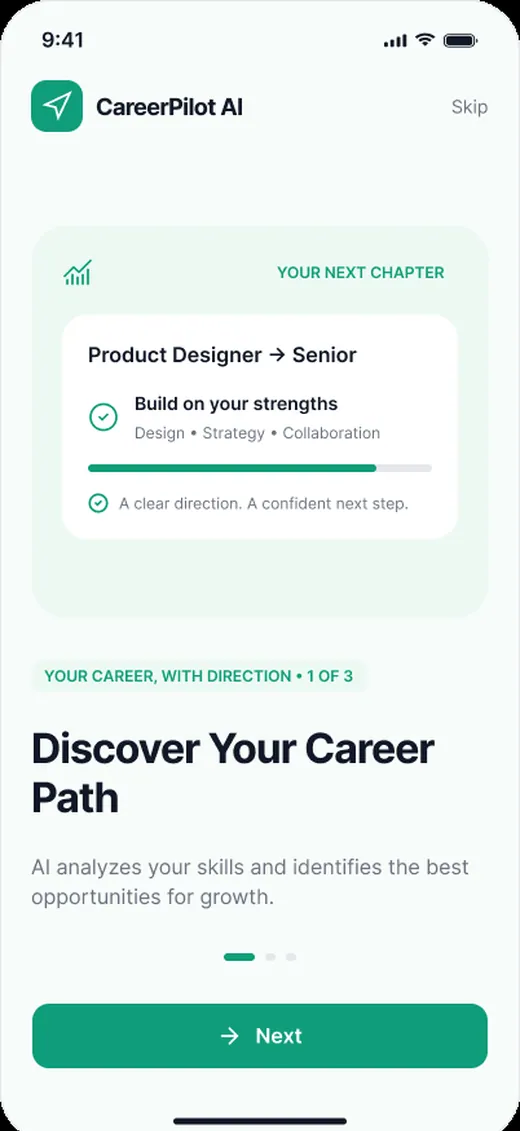 9:41
CareerPilot AI
Skip
YOUR NEXT CHAPTER
Product Designer → Senior
Build on your strengths
Design • Strategy • Collaboration
A clear direction. A confident next step.
YOUR CAREER, WITH DIRECTION • 1 OF 3
Discover Your Career
Path
AI analyzes your skills and identifies the best
opportunities for growth.
→ Next